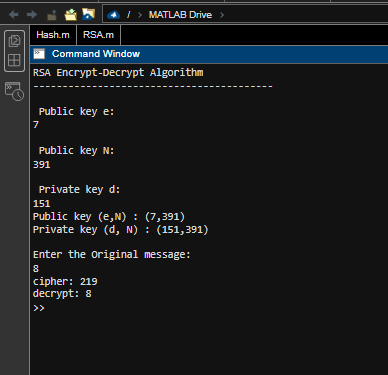 / > MATLAB Drive >
Hash.m RSA.m
Command Window
RSA Encrypt-Decrypt Algorithm
-----------------------------------------
Public key e:
7
Public key N:
391
Private key d:
151
Public key (e,N) : (7,391)
Private key (d, N) : (151,391)
Enter the Original message:
8
cipher: 219
decrypt: 8
>>